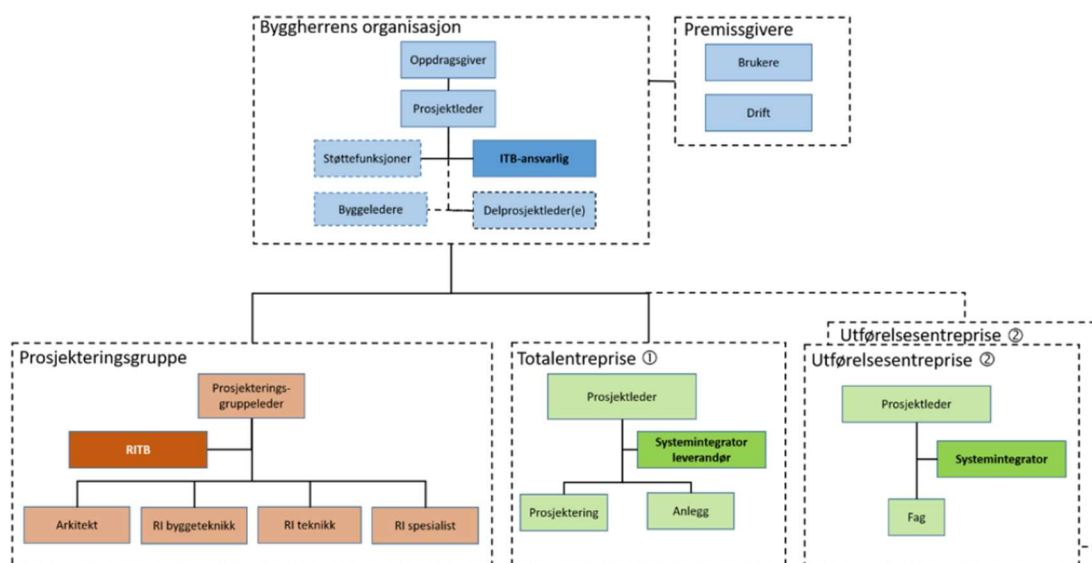 Byggherrens organisasjon
Oppdragsgiver
Prosjektleder
Støttefunksjoner
ITB-ansvarlig
Byggeledere
Delprosjektleder(e)
Premissgivere
Brukere
Drift
Prosjekteringsgruppe
Prosjekterings-
gruppeleder
RITB
Arkitekt
RI byggeteknikk
RI teknikk
RI spesialist
Totalentreprise ①
Prosjektleder
Systemintegrator
leverandør
Prosjektering
Anlegg
Utførelsesentreprise ②
Utførelsesentreprise ②
Prosjektleder
Systemintegrator
Fag